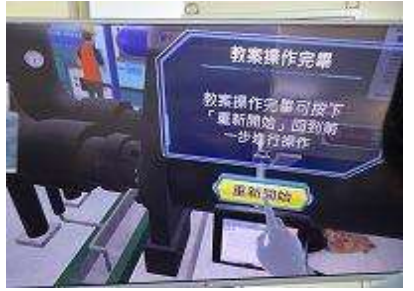 教案操作完畢
教案操作完畢可按下
「重新開始」回到第
一步進行操作
重新開始